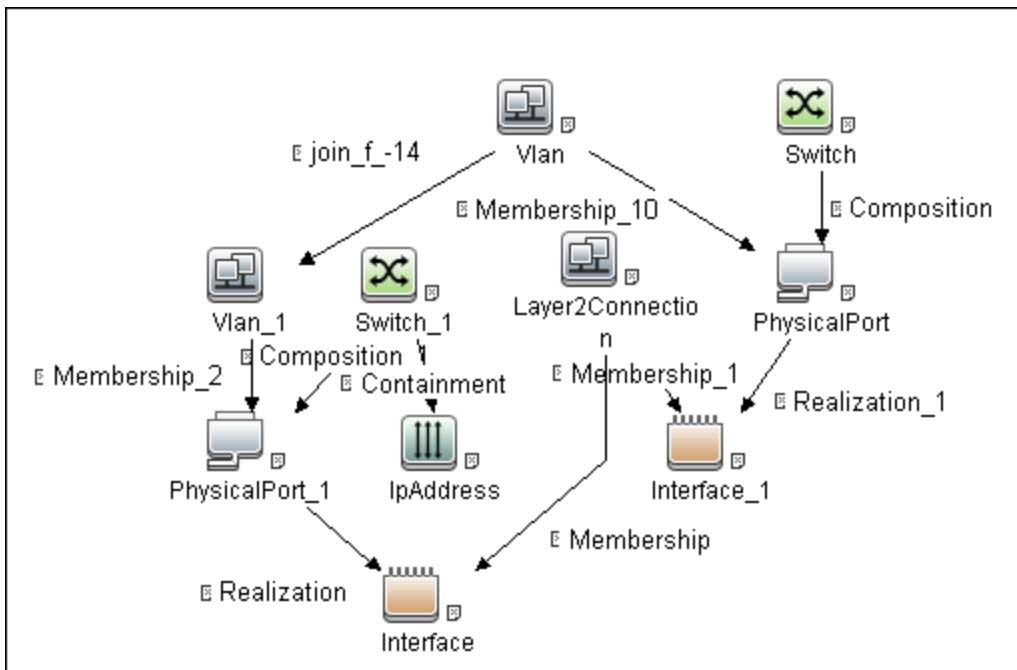 Vlan
Switch
join_f_-14
Membership_10
Composition
Vlan_1
Switch_1
Layer2Connectio
n
PhysicalPort
Membership_2
Composition
Containment
Membership_1
Realization_1
PhysicalPort_1
IpAddress
Interface_1
Membership
Realization
Interface